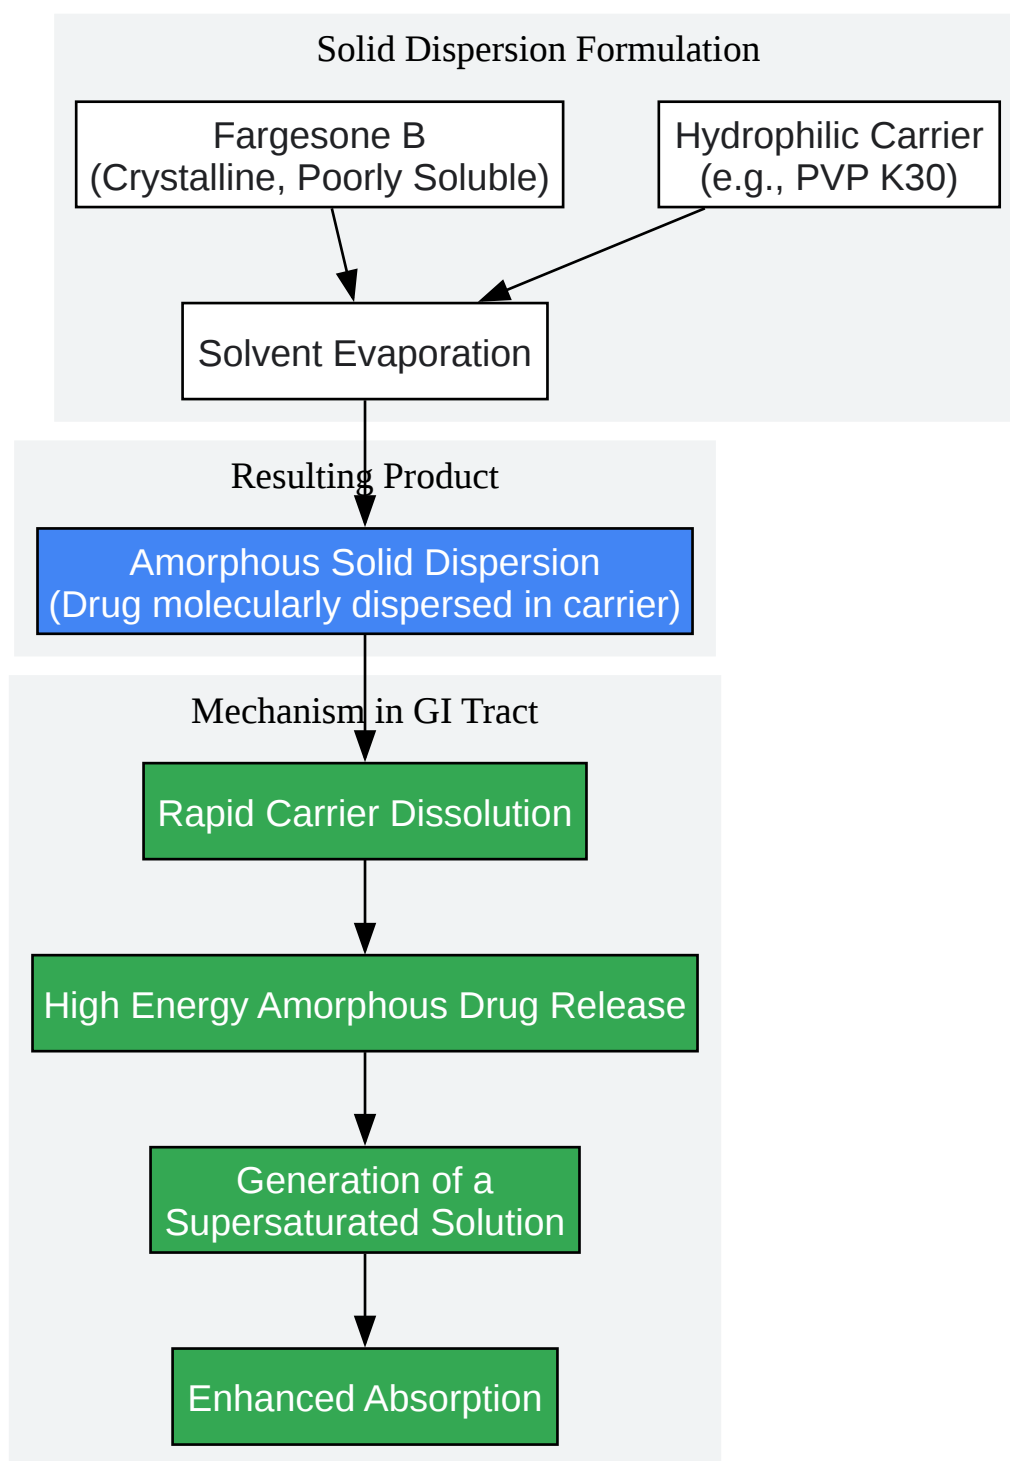 Solid Dispersion Formulation
Fargesone B
(Crystalline, Poorly Soluble)
Hydrophilic Carrier
(e.g., PVP K30)
Solvent Evaporation
Resulting Product
Amorphous Solid Dispersion
(Drug molecularly dispersed in carrier)
Mechanism in GI Tract
Rapid Carrier Dissolution
High Energy Amorphous Drug Release
Generation of a
Supersaturated Solution
Enhanced Absorption